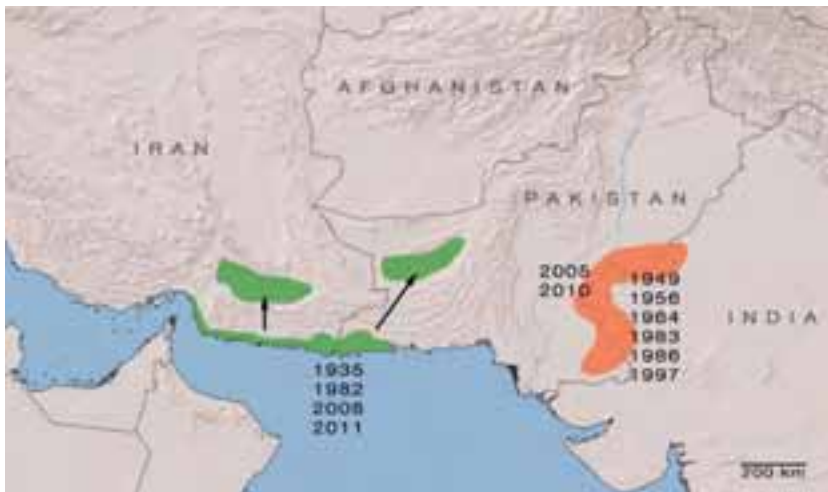 AFGHANISTAN
IRAN
PAKISTAN
2005
2010
1949
1956
1964
1983
1986
1997
INDIA
1935
1982
2008
2011
200 km